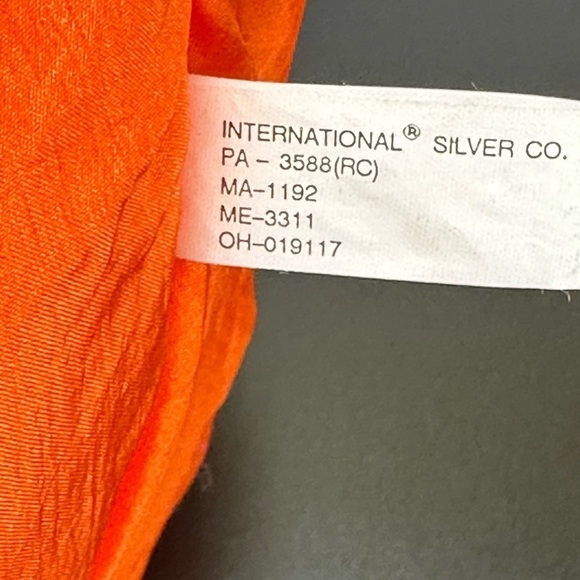 INTERNATIONAL® SILVER CO.
PA – 3588(RC)
MA–1192
ME–3311
OH–019117